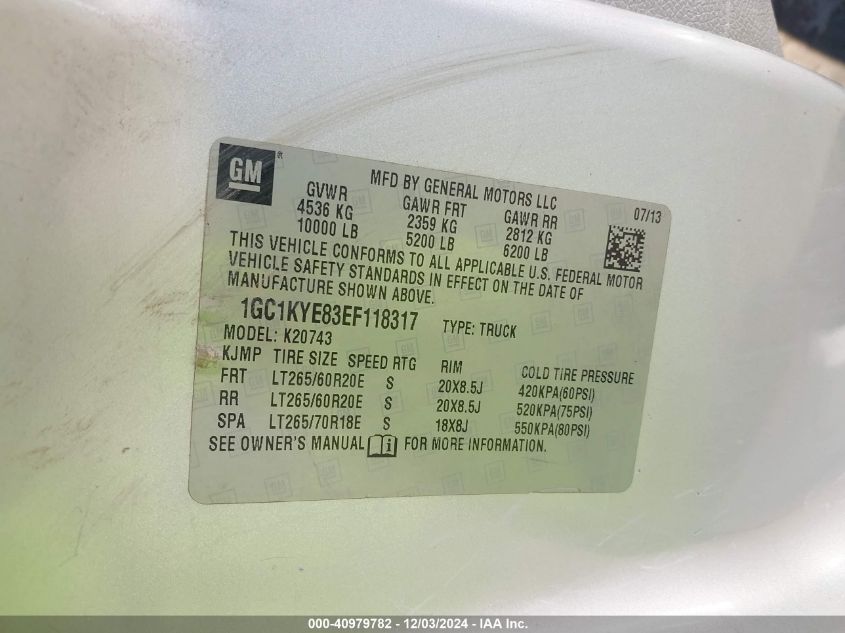 GM ®
MFD BY GENERAL MOTORS LLC 07/13
GVWR GAWR FRT GAWR RR
4536 KG 2359 KG 2812 KG
10000 LB 5200 LB 6200 LB
THIS VEHICLE CONFORMS TO ALL APPLICABLE U.S. FEDERAL MOTOR
VEHICLE SAFETY STANDARDS IN EFFECT ON THE DATE OF
MANUFACTURE SHOWN ABOVE.
1GC1KYE83EF118317 TYPE: TRUCK
MODEL: K20743
KJMP TIRE SIZE SPEED RTG RIM COLD TIRE PRESSURE
FRT LT265/60R20E S 20X8.5J 420KPA(60PSI)
RR LT265/60R20E S 20X8.5J 520KPA(75PSI)
SPA LT265/70R18E S 18X8J 550KPA(80PSI)
SEE OWNER'S MANUAL i FOR MORE INFORMATION.
000-40979782 - 12/03/2024 - IAA Inc.